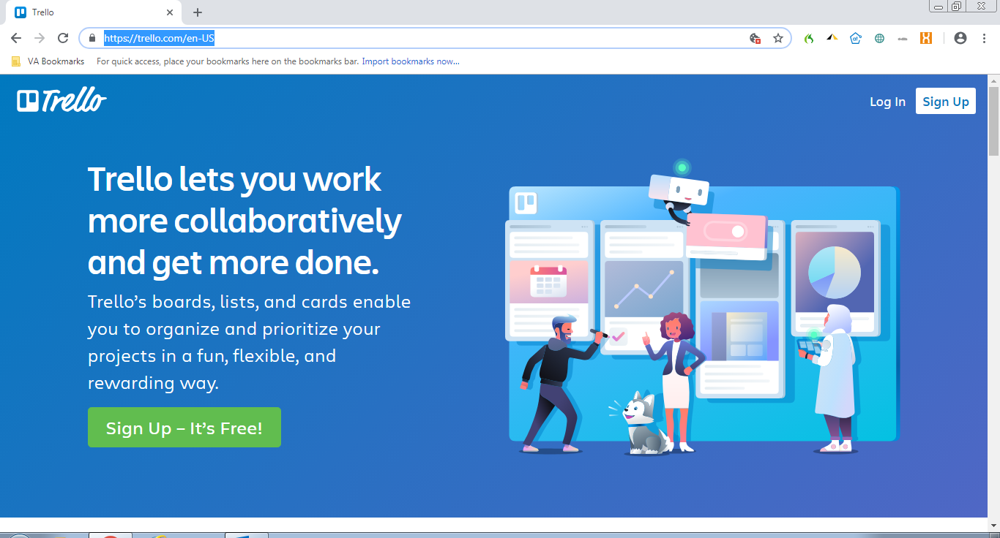 Trello
https://trello.com/en-US
VA Bookmarks For quick access, place your bookmarks here on the bookmarks bar. Import bookmarks now...
Trello
Log In Sign Up
Trello lets you work
more collaboratively
and get more done.
Trello’s boards, lists, and cards enable
you to organize and prioritize your
projects in a fun, flexible, and
rewarding way.
Sign Up – It’s Free!